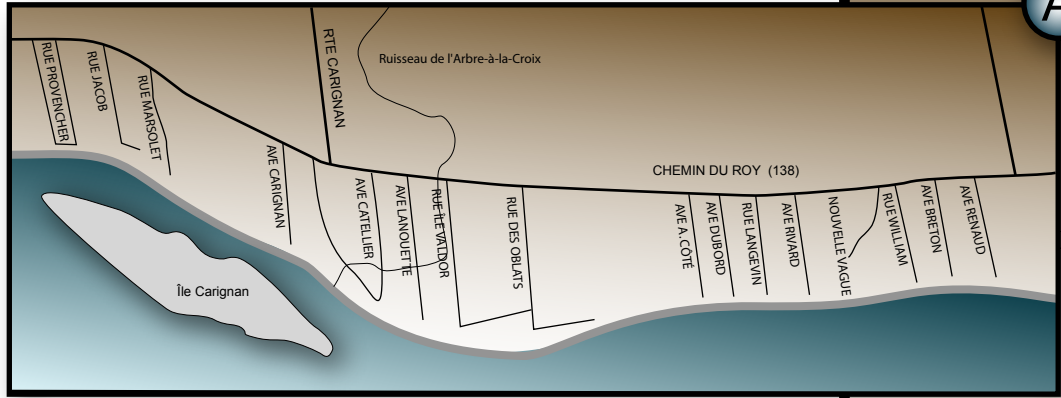 A
RUE PROVENCHER
RUE JACOB
RUE MARSOLET
RTE CARIGNAN
Ruisseau de l'Arbre-à-la-Croix
CHEMIN DU ROY (138)
AVE CARIGNAN
AVE CATELLIER
AVE LANOUETTE
RUE ÎLE VALDOR
RUE DES OBLATS
AVE A. CÔTÉ
AVE DUBORD
RUE LANGEVIN
AVE RIVARD
NOUVELLE VAGUE
RUE WILLIAM
AVE BRETON
AVE RENAUD
Île Carignan